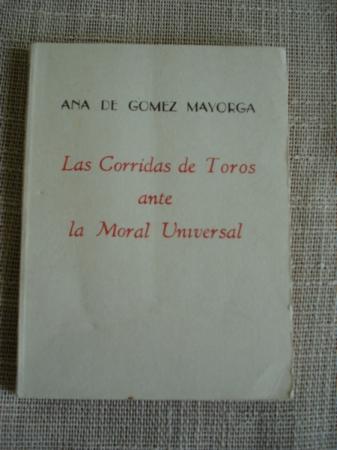 ANA DE GOMEZ MAYORGA
Las Corridas de Toros
ante
la Moral Universal